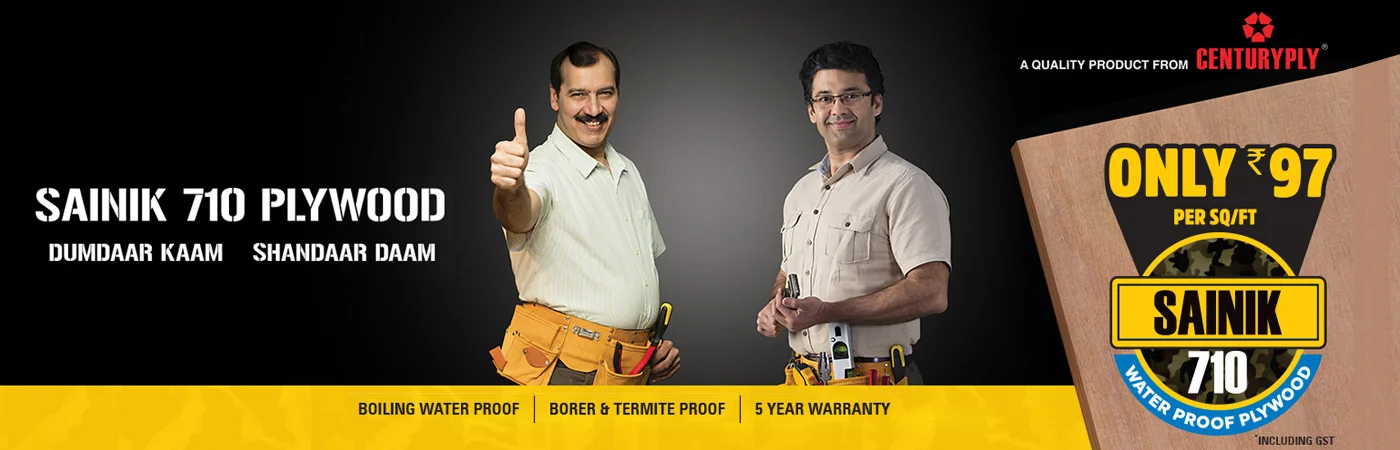 A QUALITY PRODUCT FROM CENTURYPLY®
SAINIK 710 PLYWOOD
DUMDAAR KAAM SHANDAAR DAAM
ONLY ₹97
PER SQ/FT
SAINIK
710
WATER PROOF PLYWOOD
BOILING WATER PROOF
BORER & TERMITE PROOF
5 YEAR WARRANTY
*INCLUDING GST